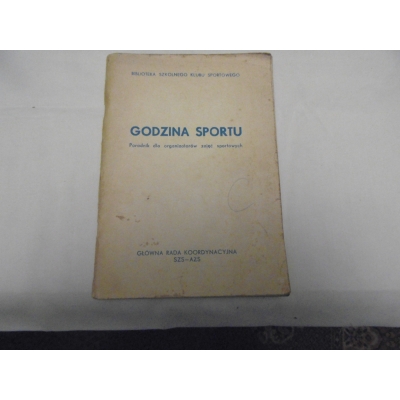 BIBLIOTEKA SZKOLNEGO KLUBU SPORTOWEGO
GODZINA SPORTU
Poradnik dla organizatorów zajęć sportowych
GŁÓWNA RADA KOORDYNACYJNA
SZS—AZS